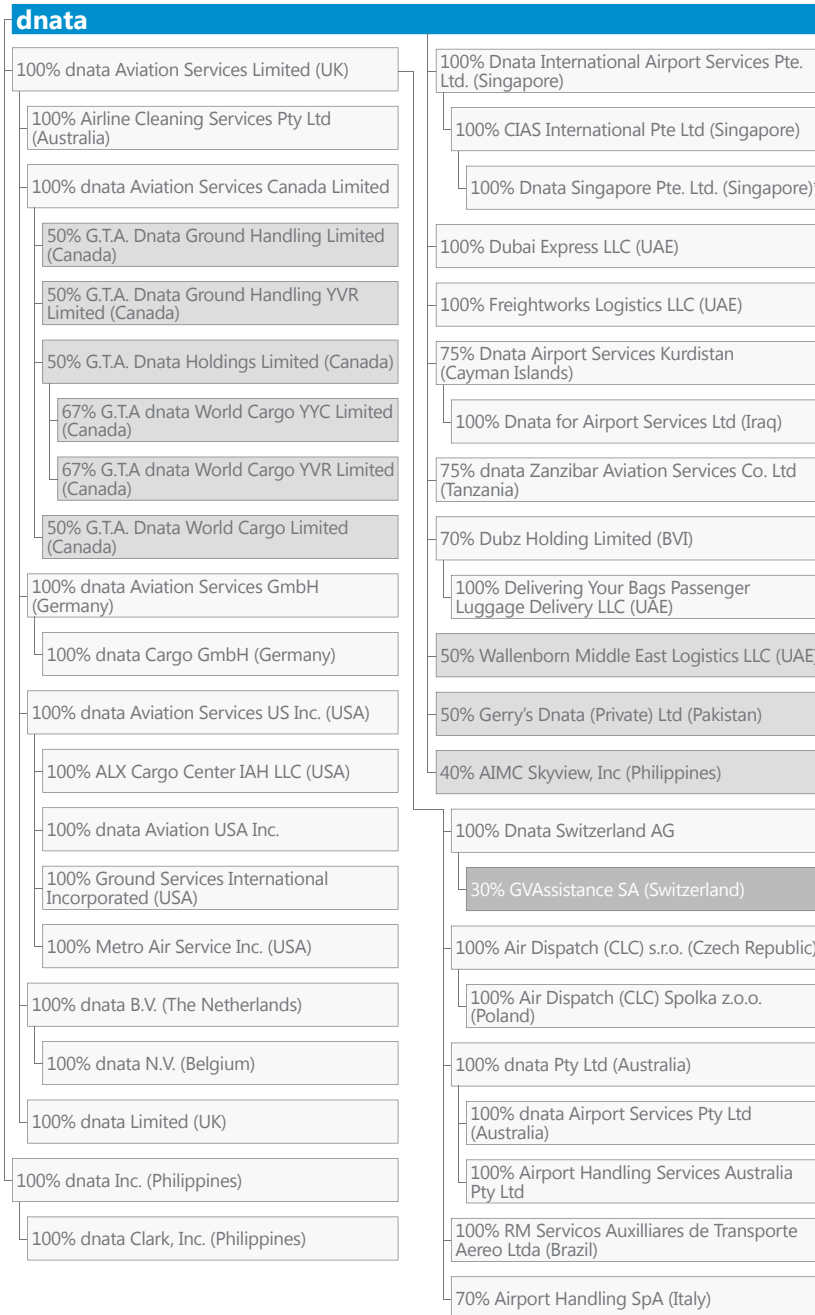 dnata
100% dnata Aviation Services Limited (UK)
100% Airline Cleaning Services Pty Ltd
(Australia)
100% dnata Aviation Services Canada Limited
50% G.T.A. Dnata Ground Handling Limited
(Canada)
50% G.T.A. Dnata Ground Handling YVR
Limited (Canada)
50% G.T.A. Dnata Holdings Limited (Canada)
67% G.T.A dnata World Cargo YYC Limited
(Canada)
67% G.T.A dnata World Cargo YVR Limited
(Canada)
50% G.T.A. Dnata World Cargo Limited
(Canada)
100% dnata Aviation Services GmbH
(Germany)
100% dnata Cargo GmbH (Germany)
100% dnata Aviation Services US Inc. (USA)
100% ALX Cargo Center IAH LLC (USA)
100% dnata Aviation USA Inc.
100% Ground Services International
Incorporated (USA)
100% Metro Air Service Inc. (USA)
100% dnata B.V. (The Netherlands)
100% dnata N.V. (Belgium)
100% dnata Limited (UK)
100% dnata Inc. (Philippines)
100% dnata Clark, Inc. (Philippines)
100% Dnata International Airport Services Pte.
Ltd. (Singapore)
100% CIAS International Pte Ltd (Singapore)
100% Dnata Singapore Pte. Ltd. (Singapore)*
100% Dubai Express LLC (UAE)
100% Freightworks Logistics LLC (UAE)
75% Dnata Airport Services Kurdistan
(Cayman Islands)
100% Dnata for Airport Services Ltd (Iraq)
75% dnata Zanzibar Aviation Services Co. Ltd
(Tanzania)
70% Dubz Holding Limited (BVI)
100% Delivering Your Bags Passenger
Luggage Delivery LLC (UAE)
50% Wallenborn Middle East Logistics LLC (UAE)
50% Gerry’s Dnata (Private) Ltd (Pakistan)
40% AIMC Skyview, Inc (Philippines)
100% Dnata Switzerland AG
30% GVAssistance SA (Switzerland)
100% Air Dispatch (CLC) s.r.o. (Czech Republic)
100% Air Dispatch (CLC) Spolka z.o.o.
(Poland)
100% dnata Pty Ltd (Australia)
100% dnata Airport Services Pty Ltd
(Australia)
100% Airport Handling Services Australia
Pty Ltd
100% RM Servicos Auxilliares de Transporte
Aereo Ltda (Brazil)
70% Airport Handling SpA (Italy)